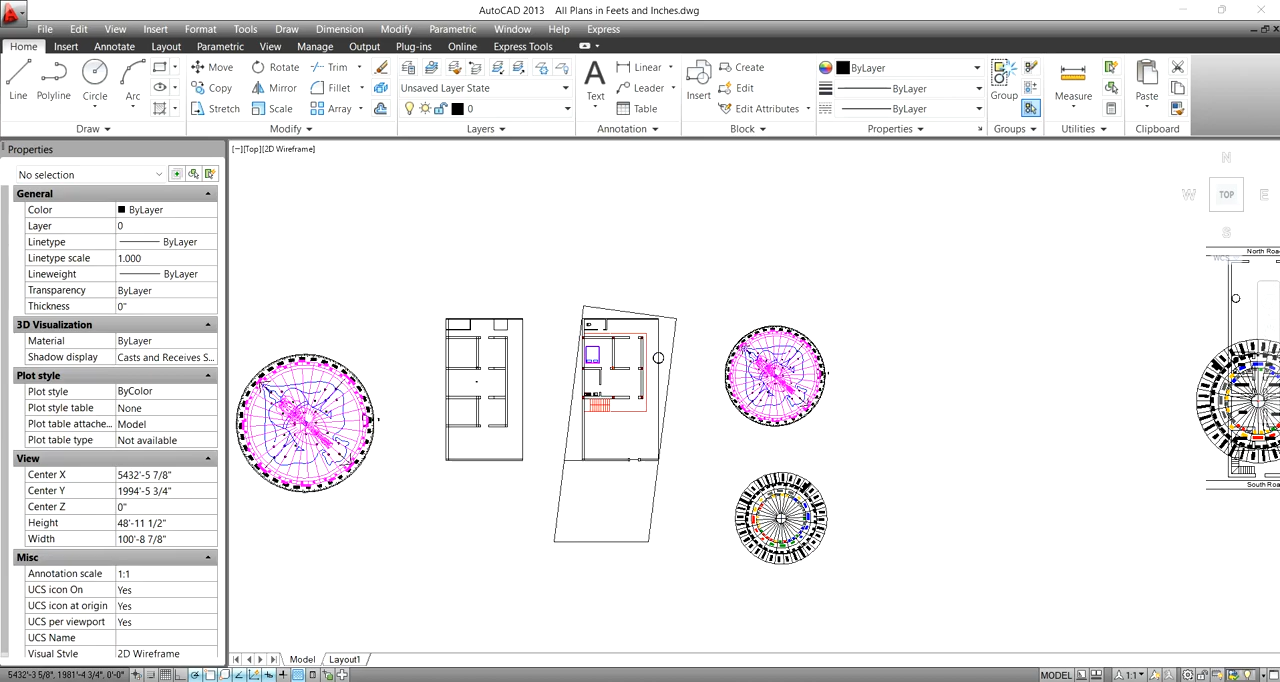 AutoCAD 2013   All Plans in Feets and Inches.dwg
File Edit View Insert Format Tools Draw Dimension Modify Parametric Window Help Express
Home Insert Annotate Layout Parametric View Manage Output Plug-ins Online Express Tools
Line Polyline Circle Arc
Draw
Move Rotate Trim
Copy Mirror Fillet
Stretch Scale Array
Modify
Unsaved Layer State
0
Layers
Text
Linear
Leader
Table
Annotation
Insert
Create
Edit
Edit Attributes
Block
ByLayer
ByLayer
ByLayer
Properties
Group
Groups
Measure
Utilities
Paste
Clipboard
Properties
No selection
General
Color ByLayer
Layer 0
Linetype ByLayer
Linetype scale 1.000
Lineweight ByLayer
Transparency ByLayer
Thickness 0"
3D Visualization
Material ByLayer
Shadow display Casts and Receives S...
Plot style
Plot style ByColor
Plot style table None
Plot table attache... Model
Plot table type Not available
View
Center X 5432'-5 7/8"
Center Y 1994'-5 3/4"
Center Z 0"
Height 48'-11 1/2"
Width 100'-8 7/8"
Misc
Annotation scale 1:1
UCS icon On Yes
UCS icon at origin Yes
UCS per viewport Yes
UCS Name
Visual Style 2D Wireframe
[−][Top][2D Wireframe]
N
W TOP E
S
WCS
North Roa
South Roa
Model Layout1
5432'-3 5/8", 1981'-4 3/4", 0'-0"
MODEL
1:1